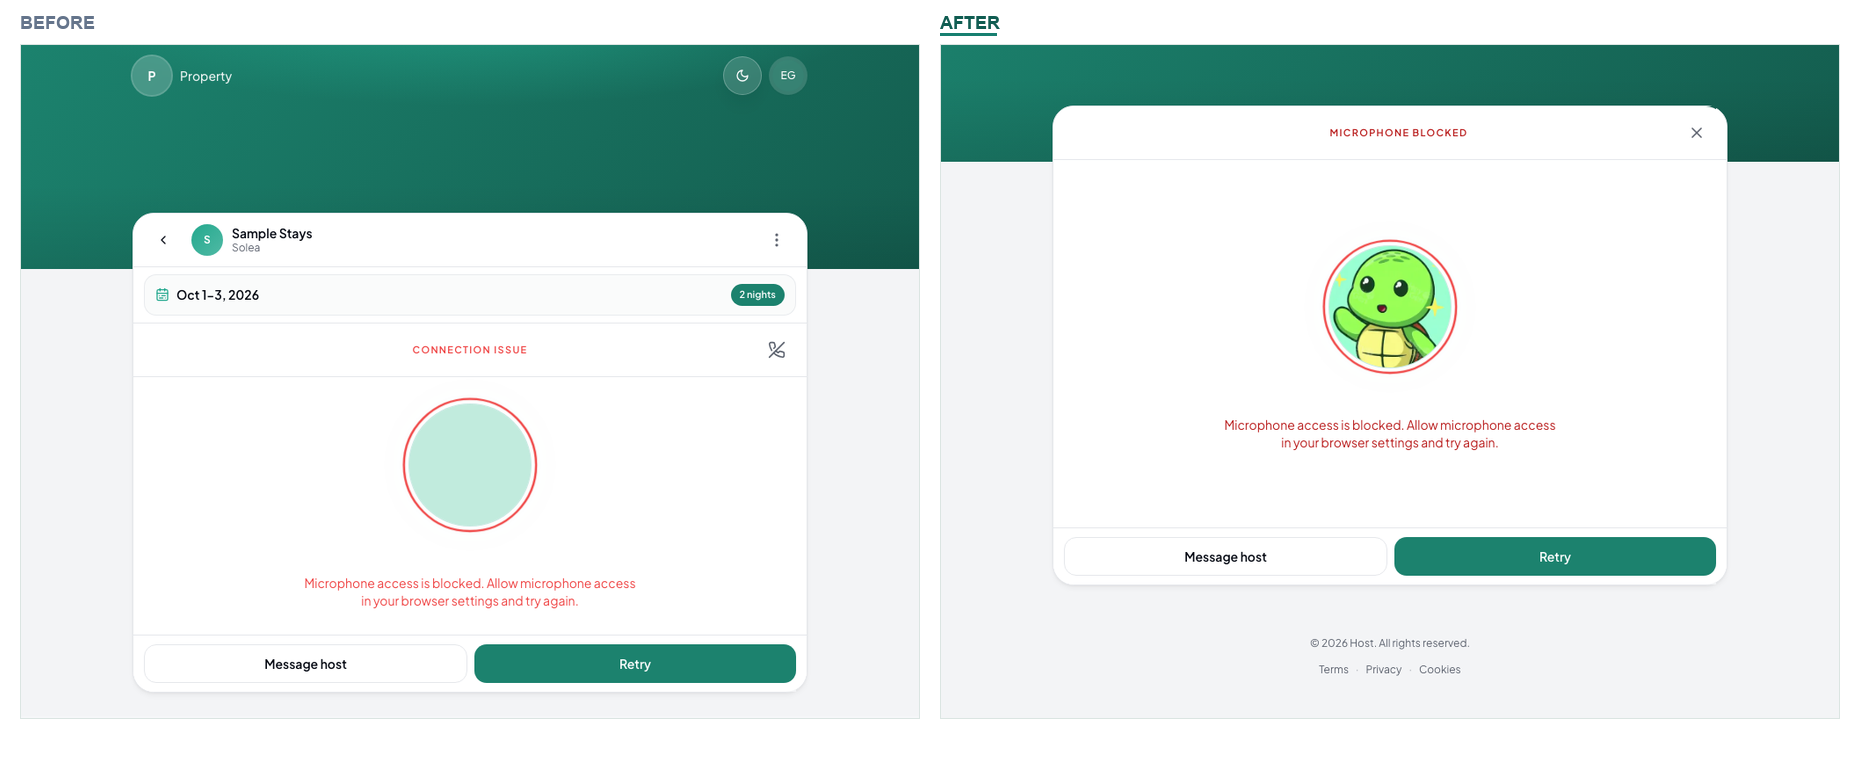 BEFORE
P Property EG
Sample Stays
S
Solea
Oct 1–3, 2026 2 nights
CONNECTION ISSUE
Microphone access is blocked. Allow microphone access
in your browser settings and try again.
Message host Retry
AFTER
MICROPHONE BLOCKED
Microphone access is blocked. Allow microphone access
in your browser settings and try again.
Message host Retry
© 2026 Host. All rights reserved.
Terms · Privacy · Cookies